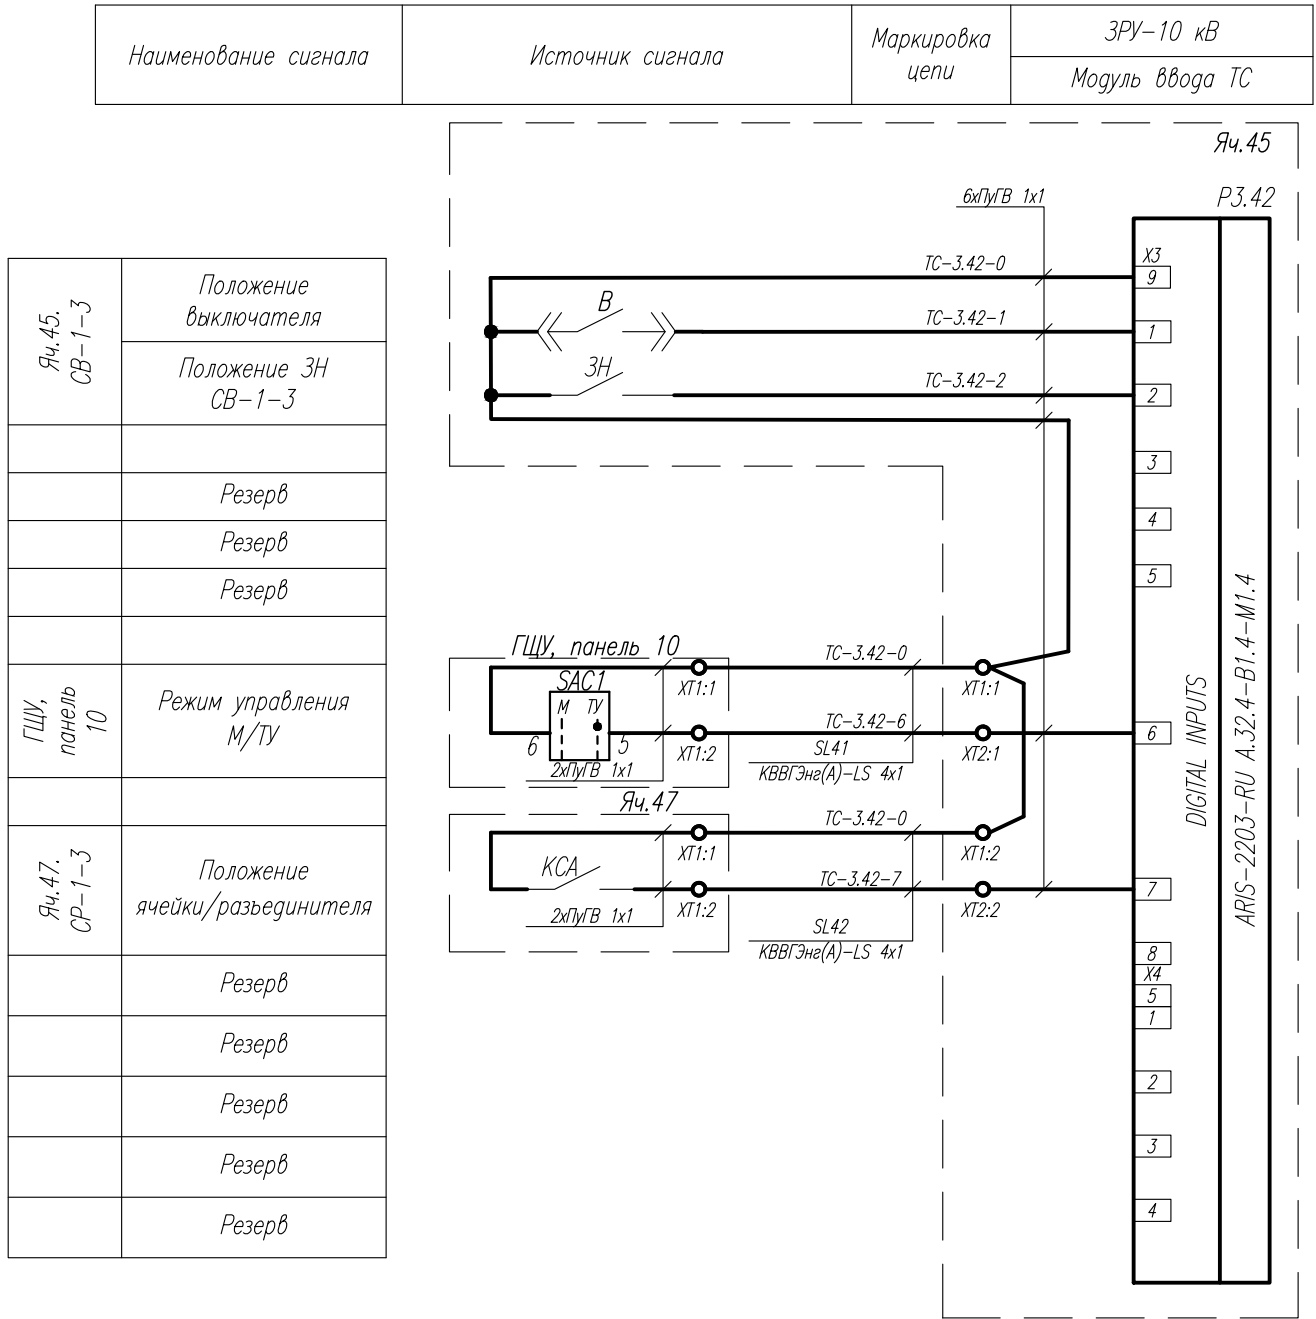 Наименование сигнала
Источник сигнала
Маркировка
цепи
ЗРУ-10 кВ
Модуль ввода ТС
Яч.45
Р3.42
6хПуГВ 1х1
Яч.45.
СВ-1-3
Положение
выключателя
Положение ЗН
СВ-1-3
Резерв
Резерв
Резерв
ГЩУ,
панель
10
Режим управления
М/ТУ
Яч.47.
СР-1-3
Положение
ячейки/разъединителя
Резерв
Резерв
Резерв
Резерв
Резерв
ТС-3.42-0
В
ТС-3.42-1
ЗН
ТС-3.42-2
ГЩУ, панель 10
SAC1
М ТУ
6 5
2хПуГВ 1х1
ХТ1:1
ХТ1:2
ТС-3.42-0
ТС-3.42-6
SL41
КВВГЭнг(А)-LS 4х1
ХТ1:1
ХТ2:1
Яч.47
КСА
2хПуГВ 1х1
ХТ1:1
ХТ1:2
ТС-3.42-0
ТС-3.42-7
SL42
КВВГЭнг(А)-LS 4х1
ХТ1:2
ХТ2:2
X3
9
1
2
3
4
5
6
7
8
X4
5
1
2
3
4
DIGITAL INPUTS
ARIS-2203-RU A.32.4-B1.4-M1.4